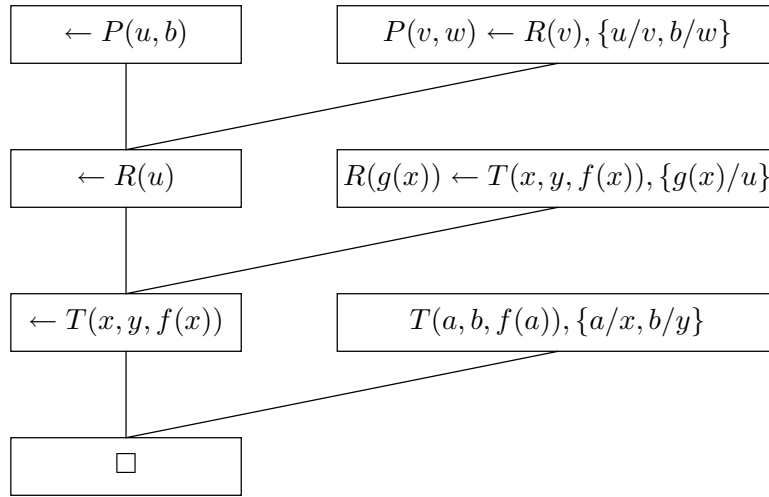 ← P(u, b)
P(v, w) ← R(v), {u/v, b/w}
← R(u)
R(g(x)) ← T(x, y, f(x)), {g(x)/u}
← T(x, y, f(x))
T(a, b, f(a)), {a/x, b/y}
□